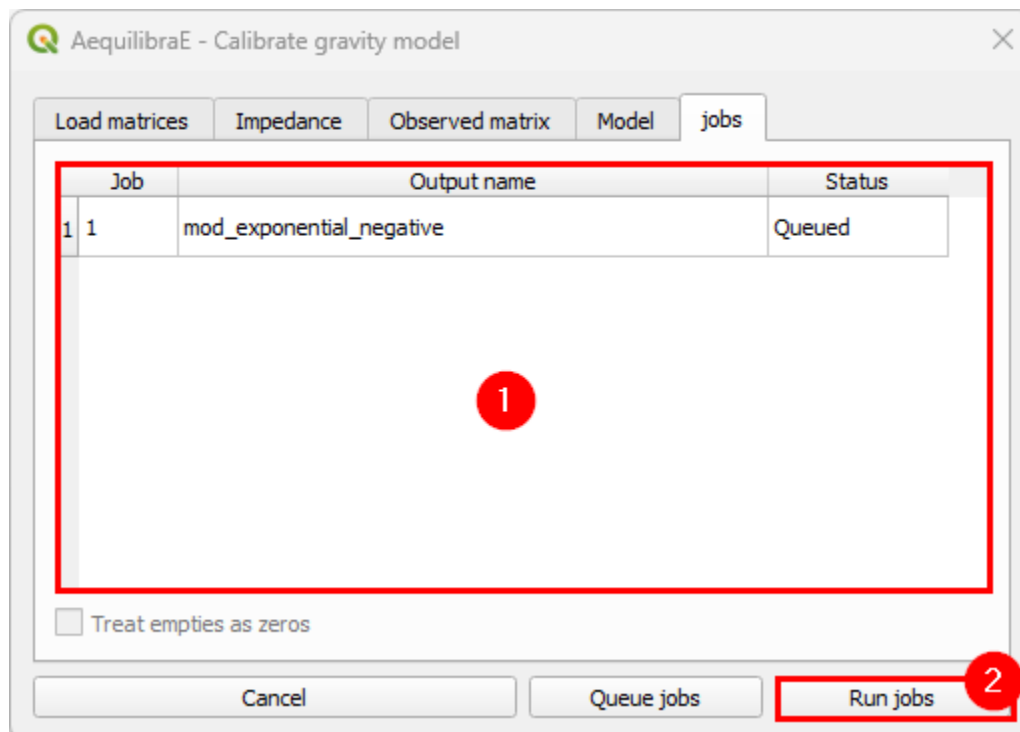 AequilibraE - Calibrate gravity model
Load matrices Impedance Observed matrix Model jobs
Job Output name Status
1 1 mod_exponential_negative Queued
1
Treat empties as zeros
2
Cancel Queue jobs Run jobs